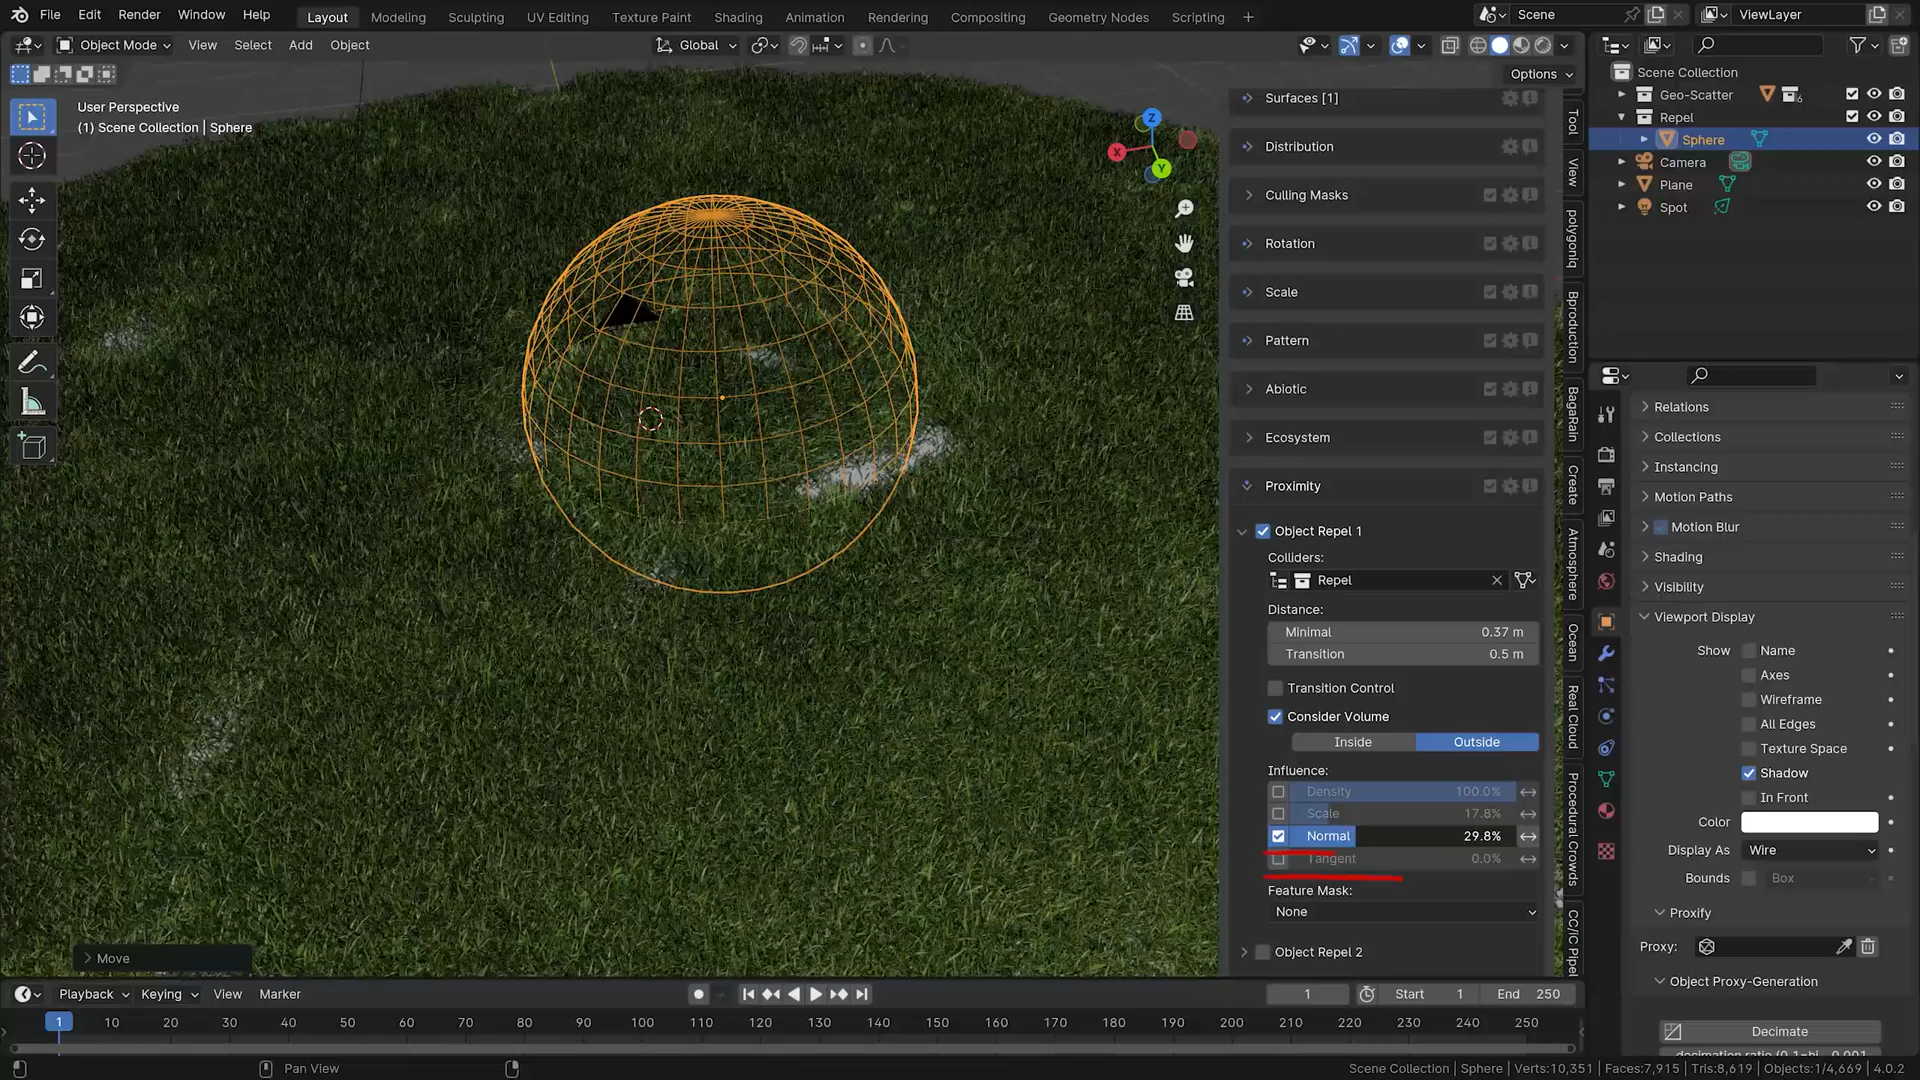 File Edit Render Window Help Layout Modeling Sculpting UV Editing Texture Paint Shading Animation Rendering Compositing Geometry Nodes Scripting +
Scene ViewLayer
Object Mode View Select Add Object Global
Options
User Perspective
(1) Scene Collection | Sphere
Z
X
Y
Surfaces [1]
Distribution
Culling Masks
Rotation
Scale
Pattern
Abiotic
Ecosystem
Proximity
Object Repel 1
Colliders:
Repel
Distance:
Minimal 0.37 m
Transition 0.5 m
Transition Control
Consider Volume
Inside Outside
Influence:
Density 100.0%
Scale 17.8%
Normal 29.8%
Tangent 0.0%
Feature Mask:
None
Object Repel 2
Tool
View
polygoniq
Bproduction
BagaRain
Create
Atmosphere
Ocean
Real Cloud
Procedural Crowds
CC/iC Pipel
Scene Collection
Geo-Scatter 6
Repel
Sphere
Camera
Plane
Spot
Relations
Collections
Instancing
Motion Paths
Motion Blur
Shading
Visibility
Viewport Display
Show Name
Axes
Wireframe
All Edges
Texture Space
Shadow
In Front
Color
Display As Wire
Bounds Box
Proxify
Proxy:
Object Proxy-Generation
Decimate
Move
Playback Keying View Marker 1 Start 1 End 250
1 10 20 30 40 50 60 70 80 90 100 110 120 130 140 150 160 170 180 190 200 210 220 230 240 250
Pan View
Scene Collection | Sphere | Verts:10,351 | Faces:7,915 | Tris:8,619 | Objects:1/4,669 | 4.0.2